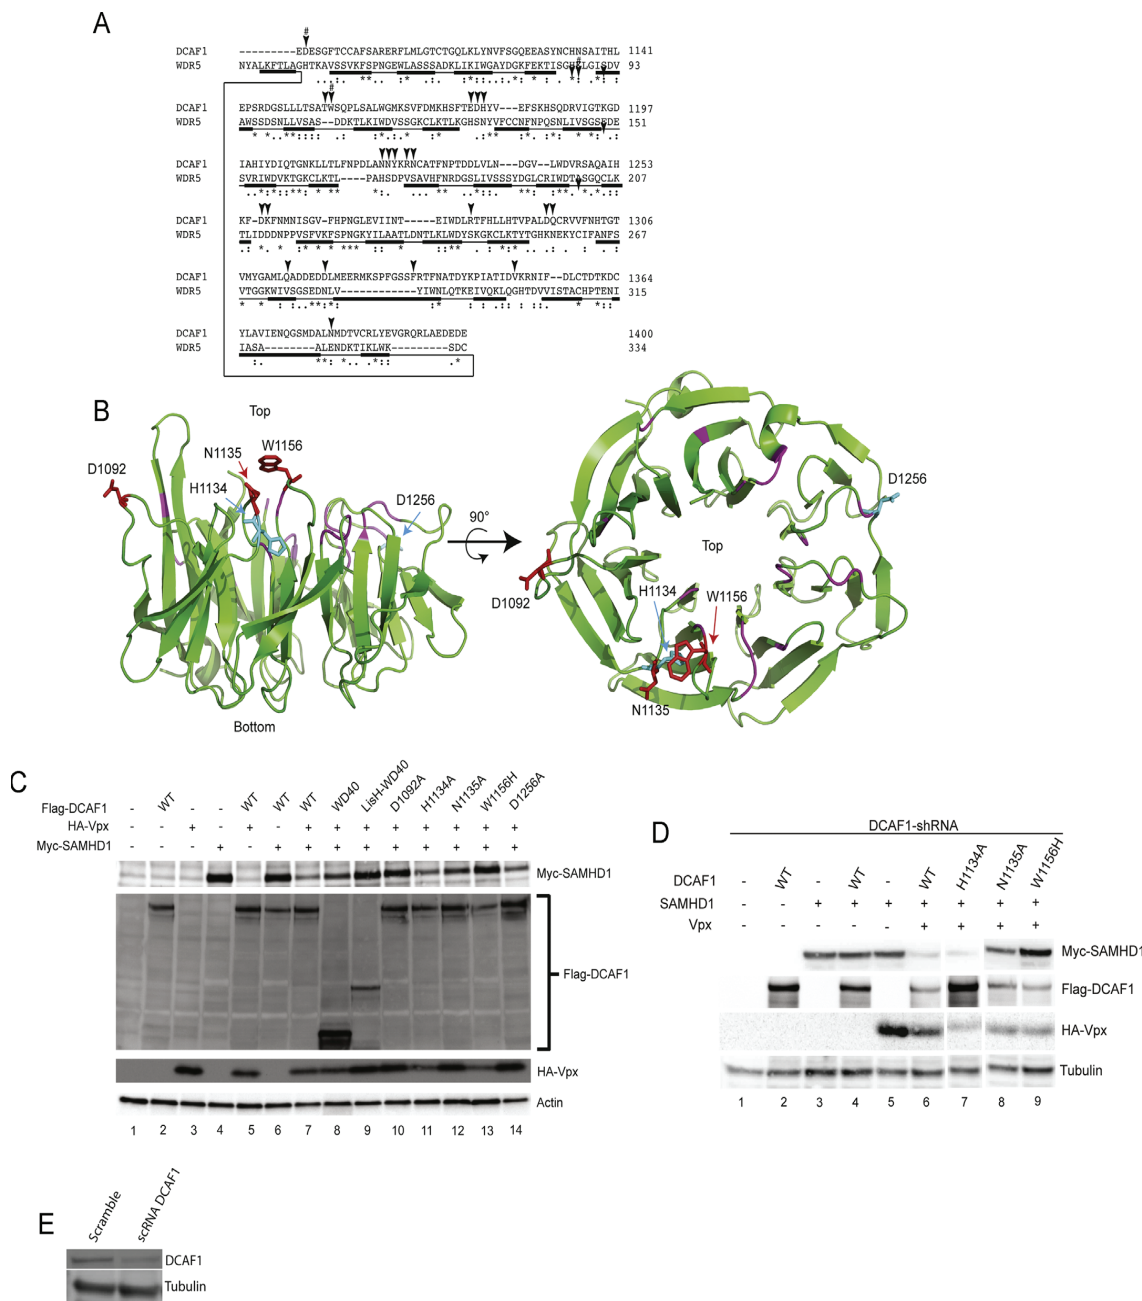 A
#
DCAF1 ----------EDESGFTCCAFSARERFLMLGTCTGQLKLYNVFSGQEEASYNCHNSAITHL 1141
WDR5 NYALKFTLAGHTKAVSSVKFSPNGEWLASSSADKLIKIWGAYDGKFEKTISGHKLGISDV 93
#
DCAF1 EPSRDGSLLLTSATWSQPLSALWGMKSVFDMKHSFTEDHYV---EFSKHSQDRVIGTKGD 1197
WDR5 AWSSDSNLLVSAS--DDKTLKIWDVSSGKCLKTLKGHSNYVFCCNFNPQSNLIVSGSFDE 151
DCAF1 IAHIYDIQTGNKLLTLFNPDLANNYKRNCATFNPTDDLVLN---DGV--LWDVRSAQAIH 1253
WDR5 SVRIWDVKTGKCLKTL----PAHSDPVSAVHFNRDGSLIVSSSYDGLCRIWDTASGQCLK 207
DCAF1 KF-DKFNMNISGVF-HPNGLEVIINT-----EIWDLRTFHLLHTVPALDQCRVVFNHTGT 1306
WDR5 TLIDDDNPPVSFVKFSPNGKYILAATLDNTLKLWDYSKGKCLKTYTGHKNEKYCIFANFS 267
DCAF1 VMYGAMLQADDEDDLMEERMKSPFGSSFRTFNATDYKPIATIDVKRNIF--DLCTDTKDC 1364
WDR5 VTGGKWIVSGSEDNLV------------YIWNLQTKEIVQKLQGHTDVVISTACHPTENI 315
DCAF1 YLAVIENQGSMDALNMDTVCRLYEVGRQRLAEDEDE 1400
WDR5 IASA---------ALENDKTIKLWK---------SDC 334
B
Top
D1092
N1135
W1156
H1134
D1256
Bottom
90°
Top
D1256
D1092
H1134
W1156
N1135
C
Flag-DCAF1 - WT - - WT WT WT WD40 LisH-WD40 D1092A H1134A N1135A W1156H D1256A
HA-Vpx - - + - + - + + + + + + + +
Myc-SAMHD1 - - - + - + + + + + + + + +
Myc-SAMHD1
Flag-DCAF1
HA-Vpx
Actin
1 2 3 4 5 6 7 8 9 10 11 12 13 14
D
DCAF1-shRNA
DCAF1 - WT - WT - WT H1134A N1135A W1156H
SAMHD1 - - + + + + + + +
Vpx - - - - - + + + +
Myc-SAMHD1
Flag-DCAF1
HA-Vpx
Tubulin
1 2 3 4 5 6 7 8 9
E
Scramble
scRNA DCAF1
DCAF1
Tubulin